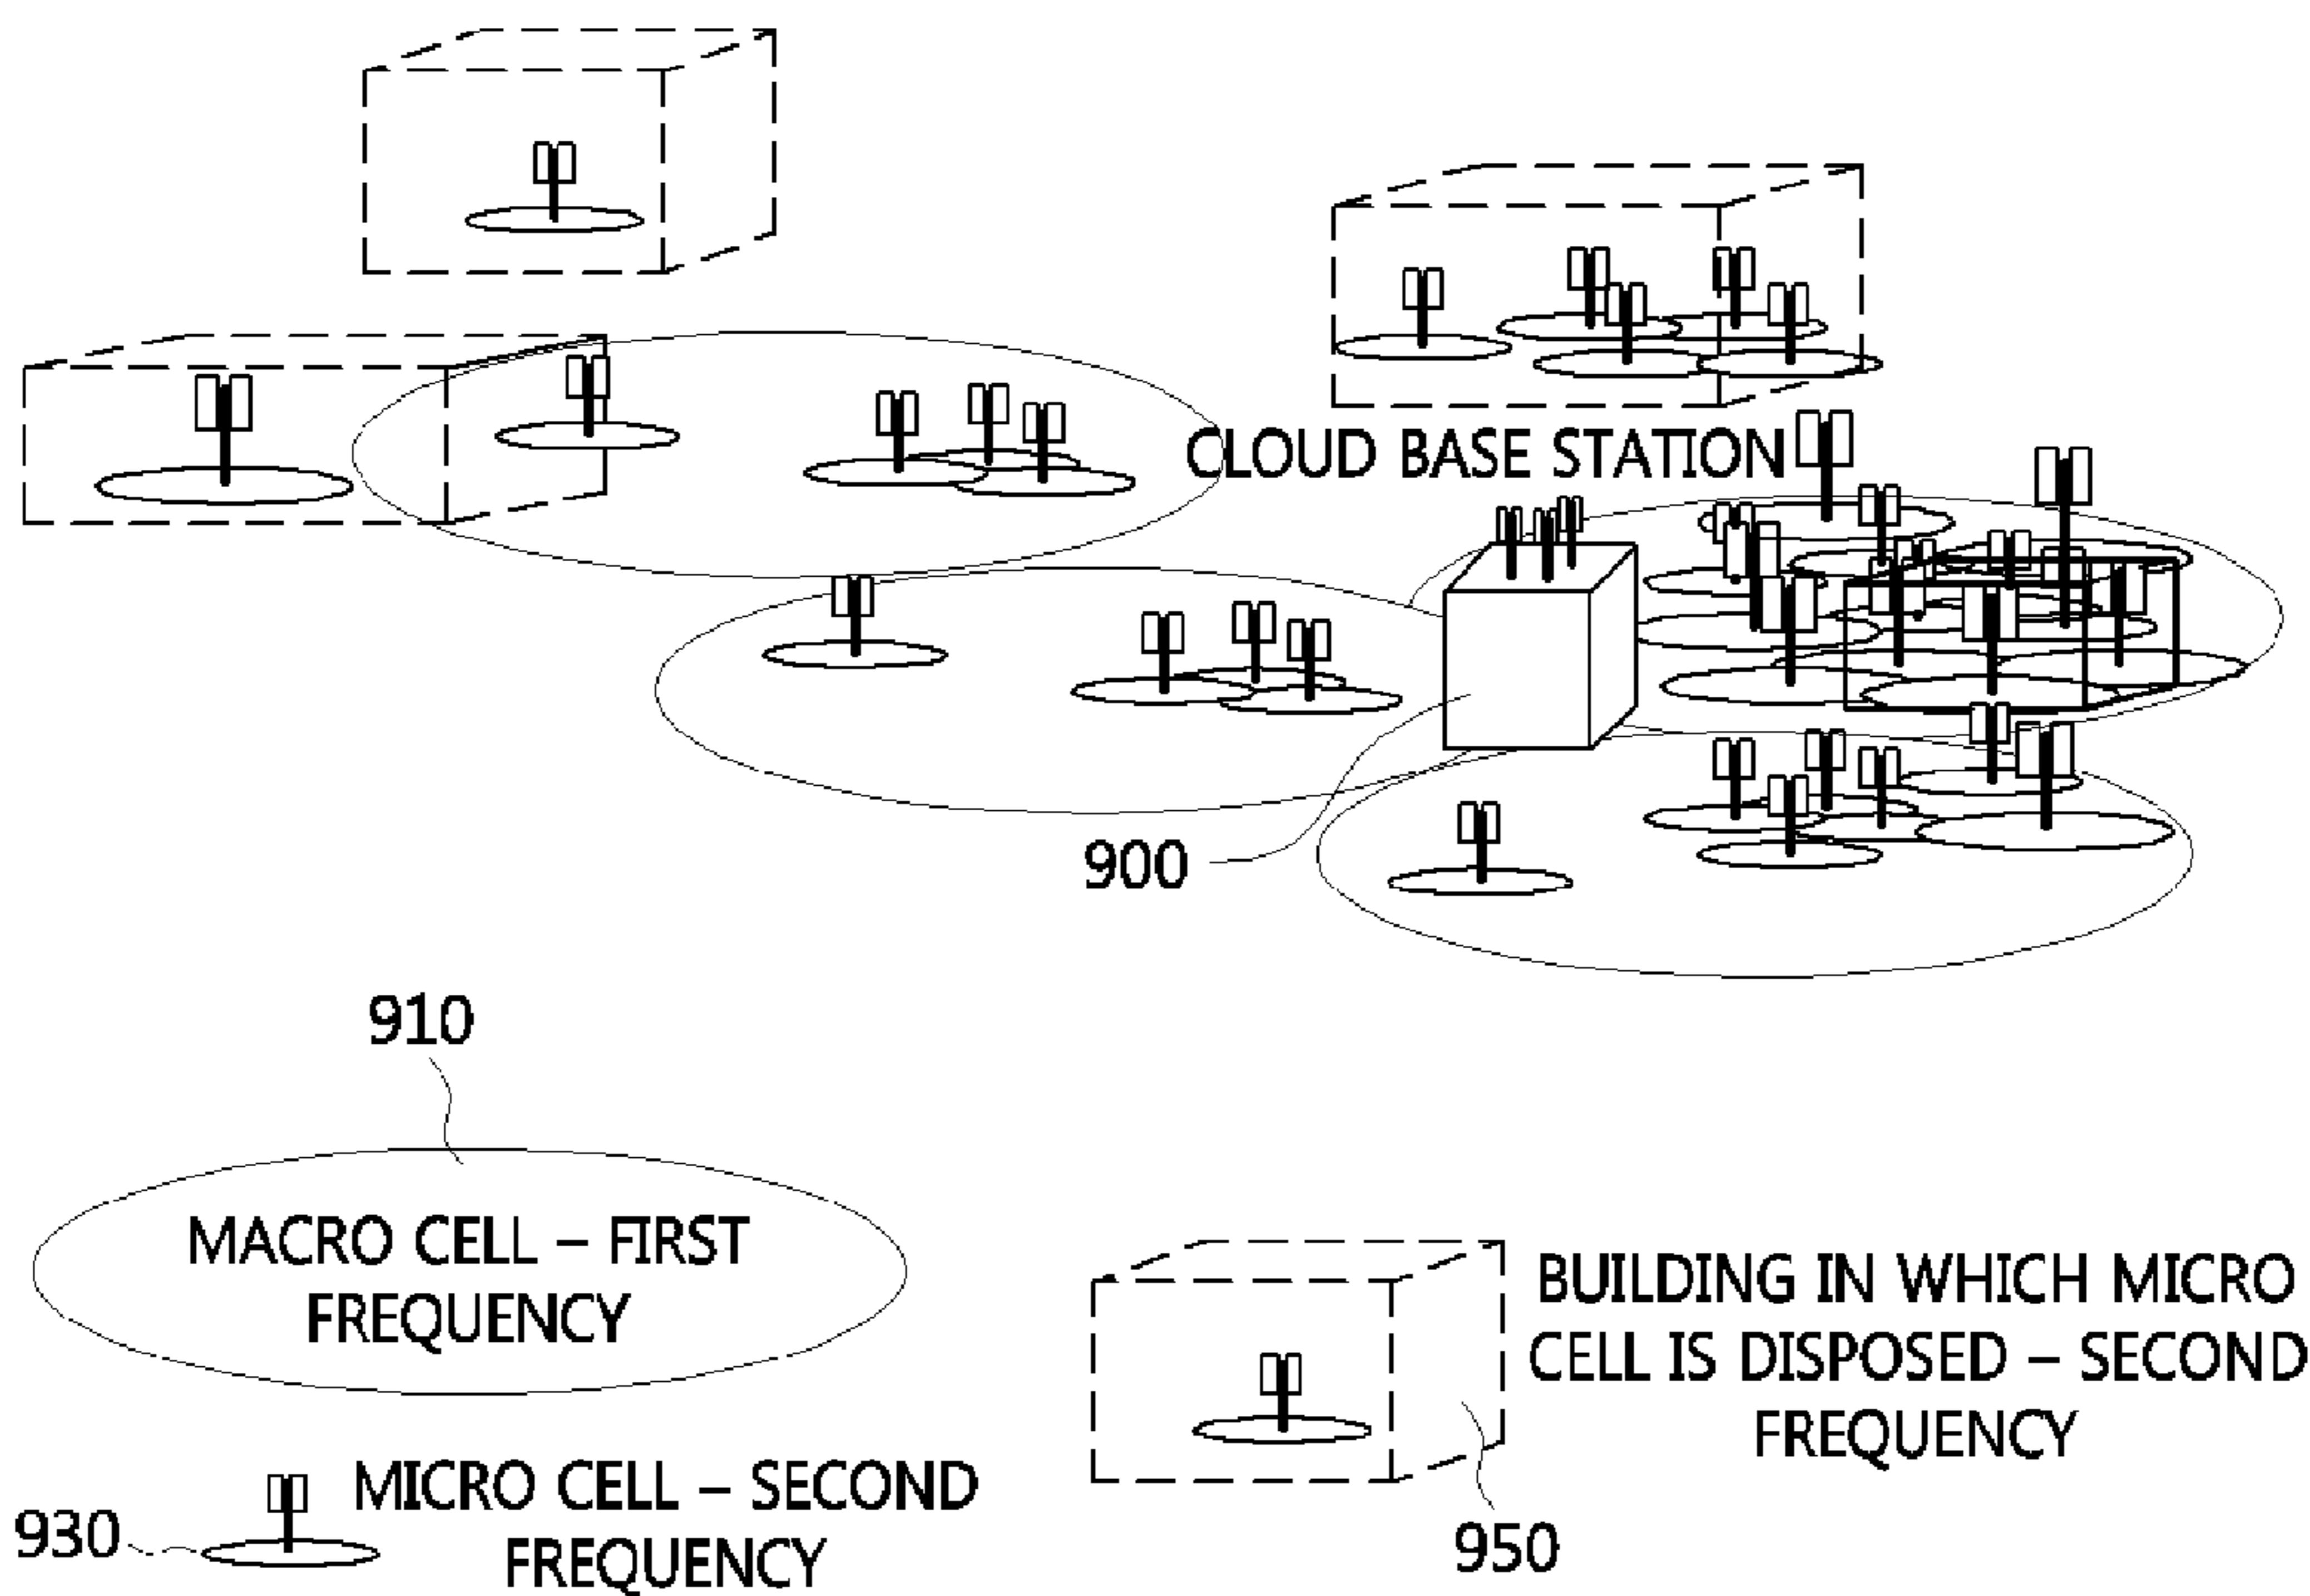 CLOUD BASE STATION
900
910
MACRO CELL – FIRST
FREQUENCY
BUILDING IN WHICH MICRO
CELL IS DISPOSED – SECOND
FREQUENCY
MICRO CELL – SECOND
FREQUENCY
930
950